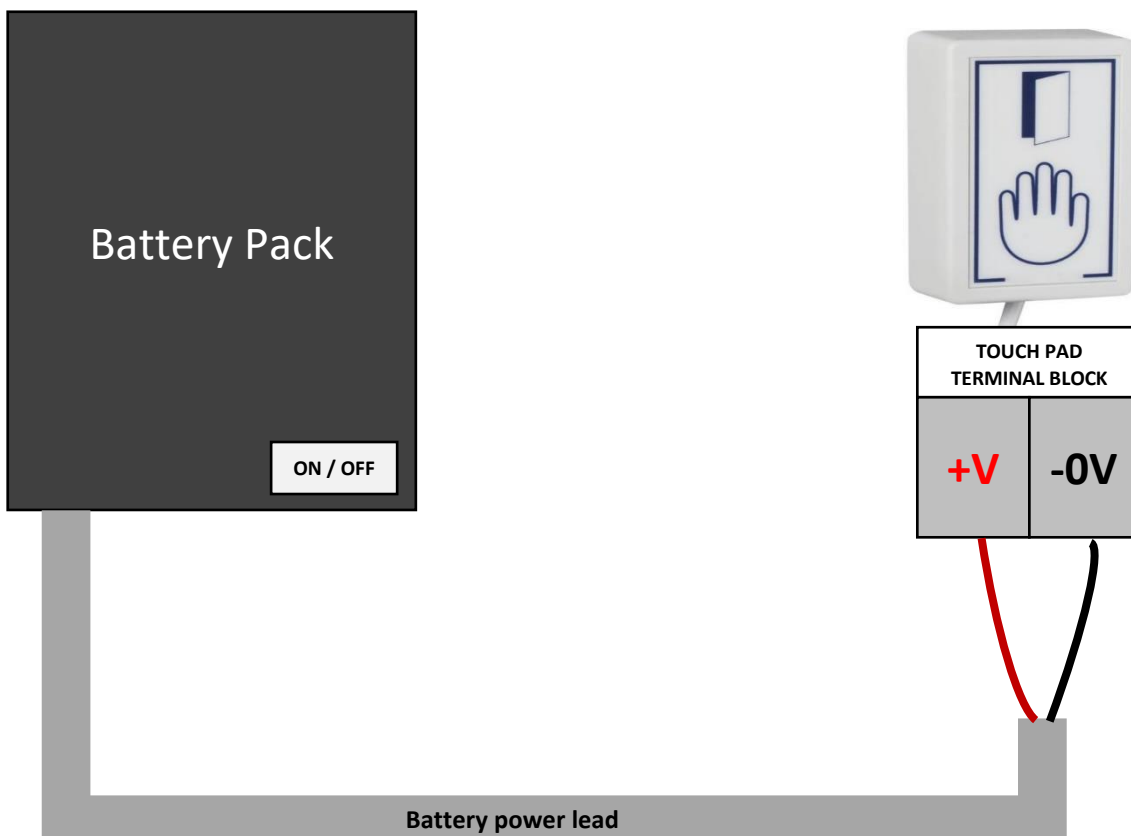 Battery Pack
ON / OFF
TOUCH PAD
TERMINAL BLOCK
+V
-0V
Battery power lead